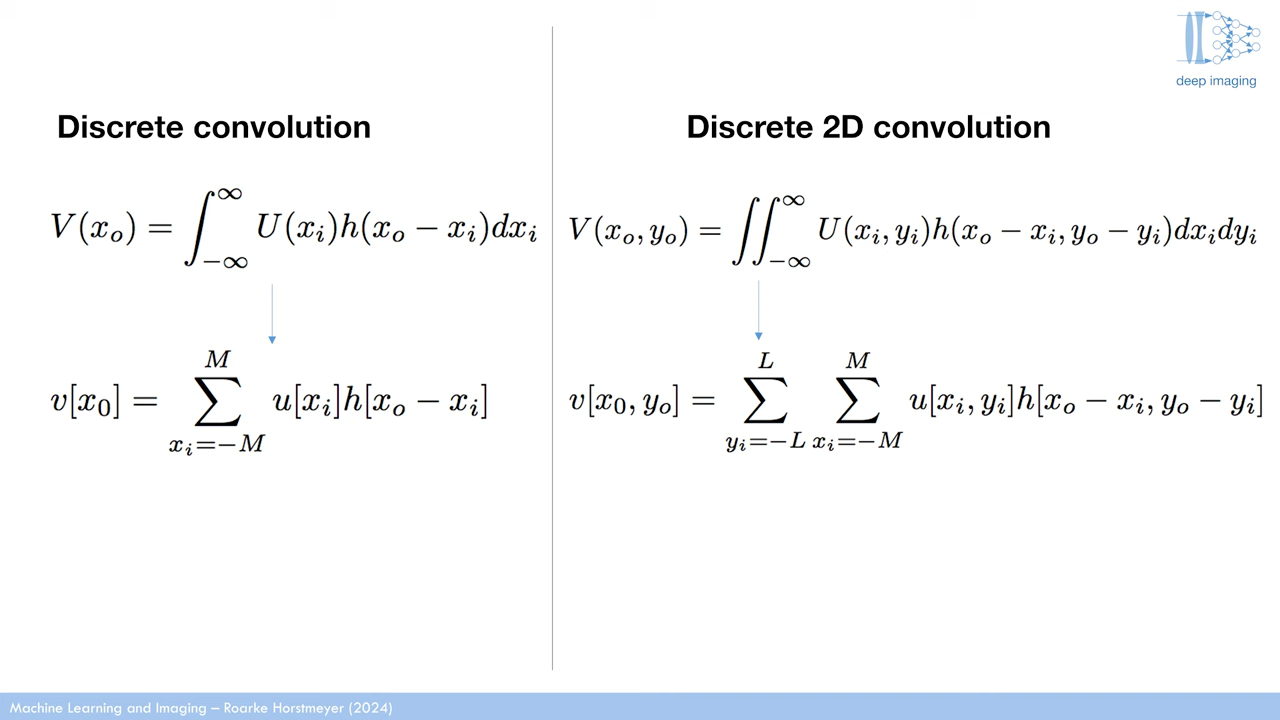 deep imaging
Discrete convolution
V(x_o) = ∫_{−∞}^{∞} U(x_i)h(x_o − x_i)dx_i
v[x_0] = ∑_{x_i=−M}^{M} u[x_i]h[x_o − x_i]
Discrete 2D convolution
V(x_o, y_o) = ∬_{−∞}^{∞} U(x_i, y_i)h(x_o − x_i, y_o − y_i)dx_idy_i
v[x_0, y_o] = ∑_{y_i=−L}^{L} ∑_{x_i=−M}^{M} u[x_i, y_i]h[x_o − x_i, y_o − y_i]
Machine Learning and Imaging – Roarke Horstmeyer (2024)